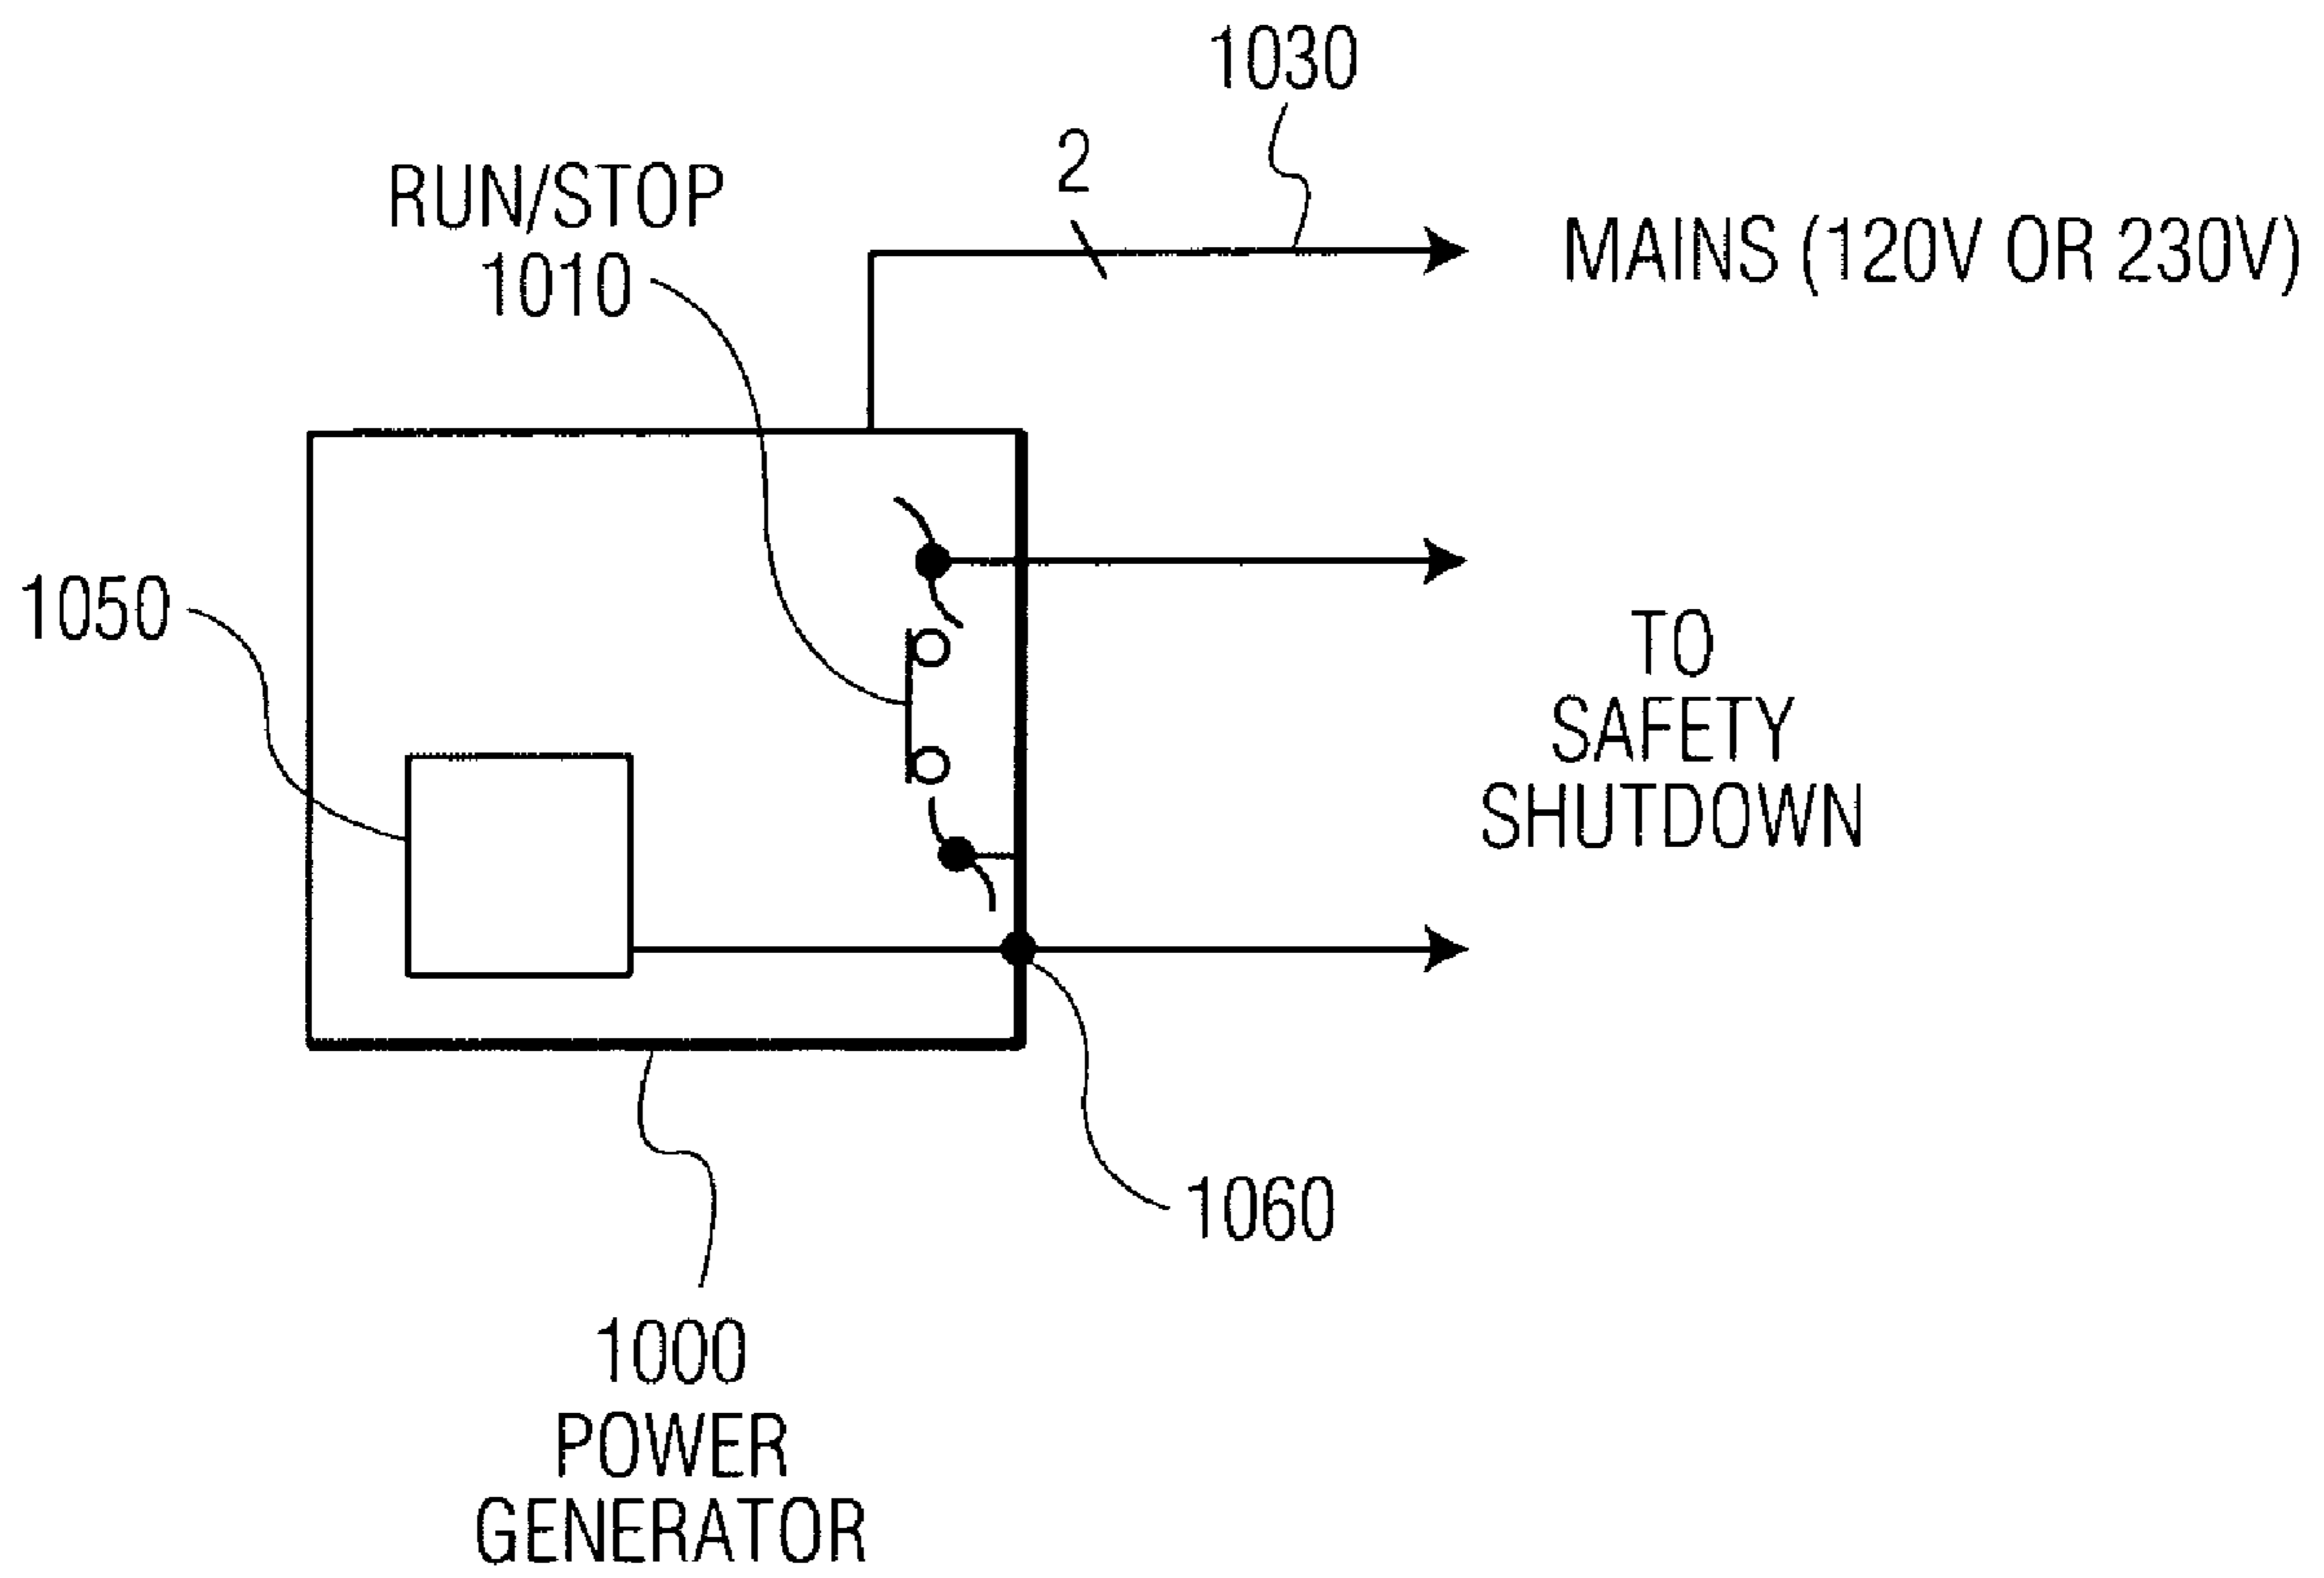 1030
2
RUN/STOP
1010
MAINS (120V OR 230V)
1050
TO
SAFETY
SHUTDOWN
1060
1000
POWER
GENERATOR